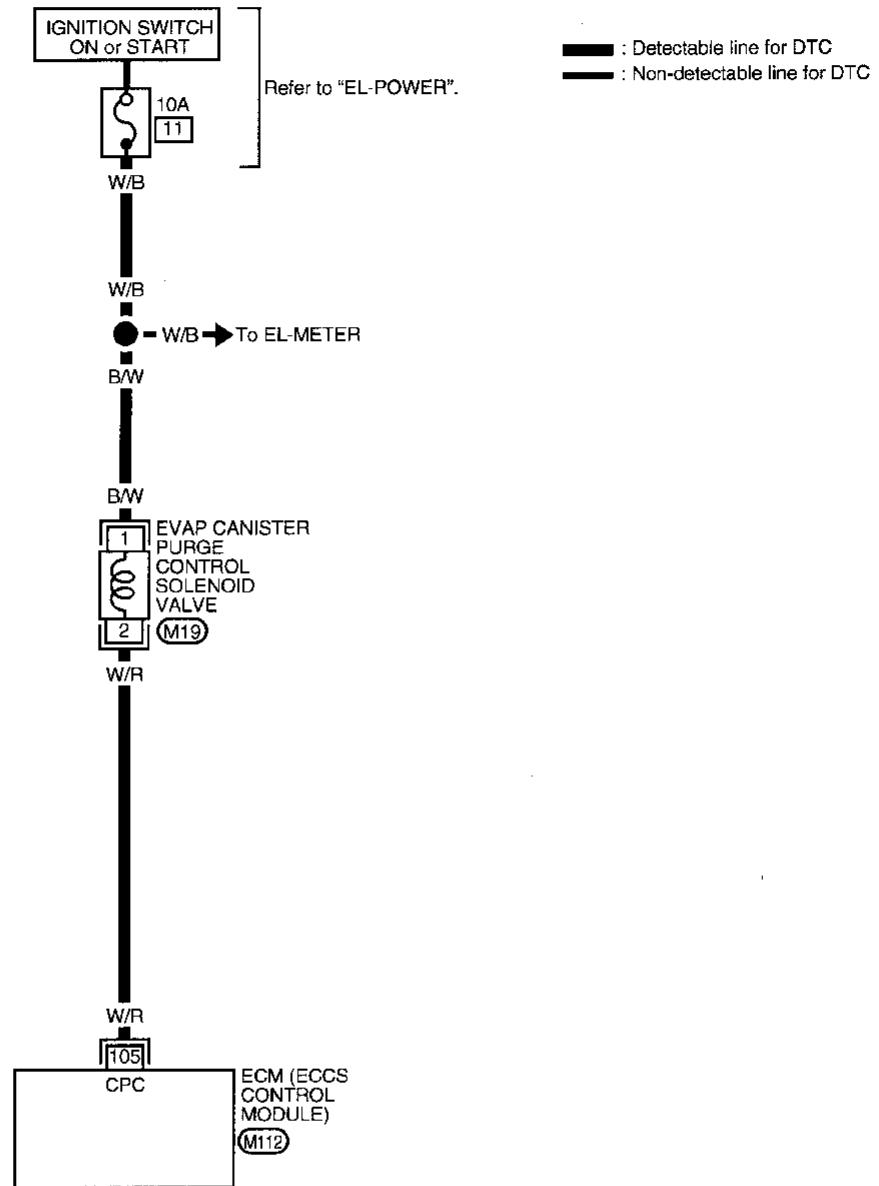 IGNITION SWITCH
ON or START
: Detectable line for DTC
: Non-detectable line for DTC
Refer to "EL-POWER".
10A
11
W/B
W/B
W/B
To EL-METER
B/W
B/W
1
EVAP CANISTER
PURGE
CONTROL
SOLENOID
VALVE
2
M19
W/R
W/R
105
CPC
ECM (ECCS
CONTROL
MODULE)
M112